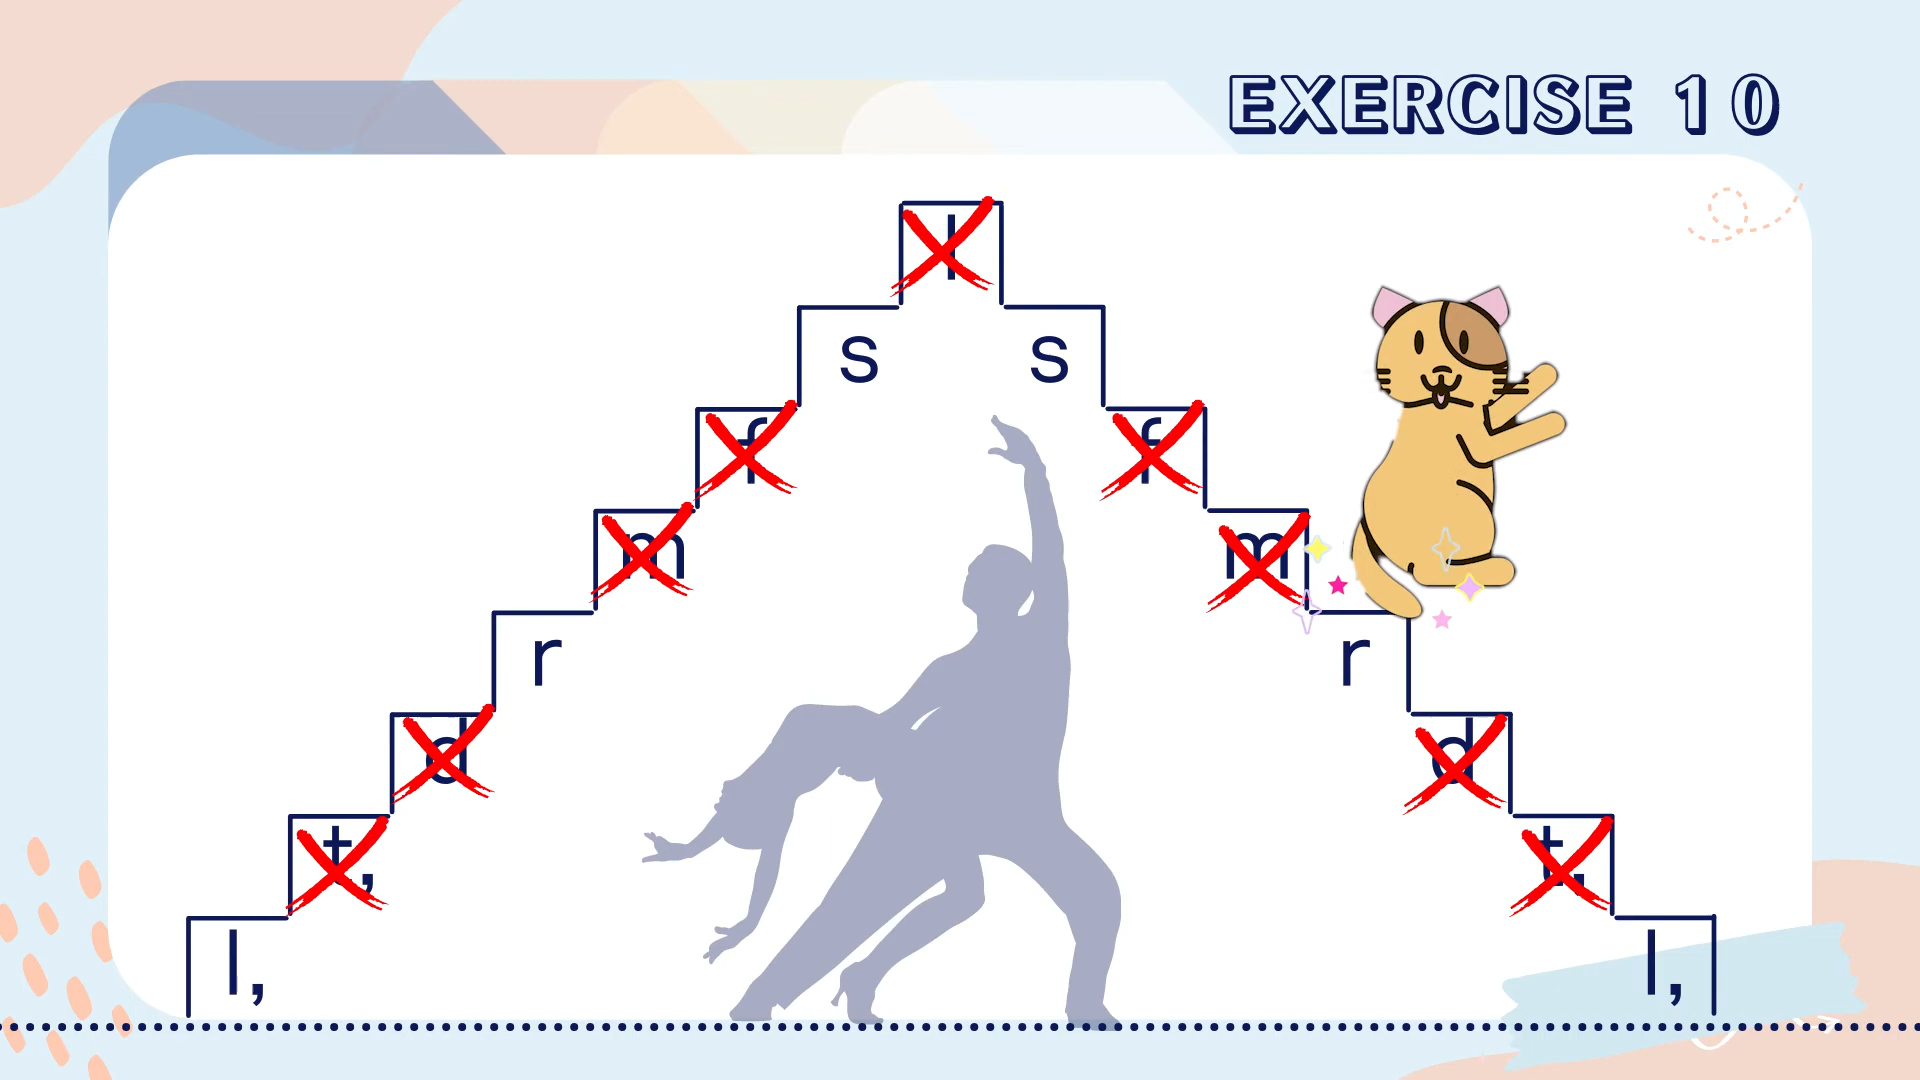 EXERCISE 10
l
s s
f f
m m
r r
d d
t, t,
l, l,